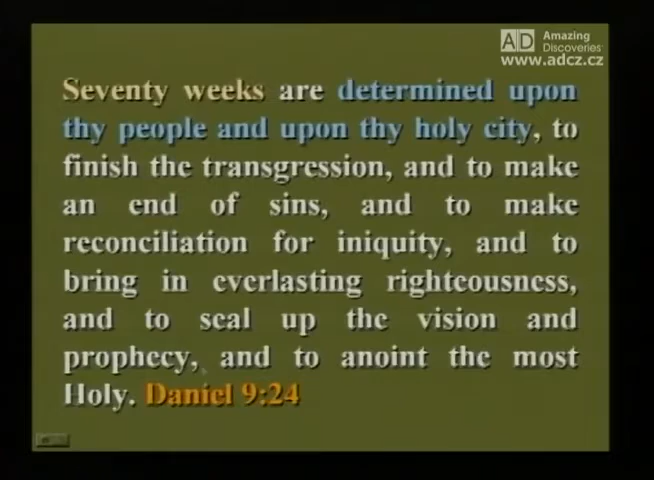 AD Amazing
Discoveries
www.adcz.cz
Seventy weeks are determined upon
thy people and upon thy holy city, to
finish the transgression, and to make
an end of sins, and to make
reconciliation for iniquity, and to
bring in everlasting righteousness,
and to seal up the vision and
prophecy, and to anoint the most
Holy. Daniel 9:24